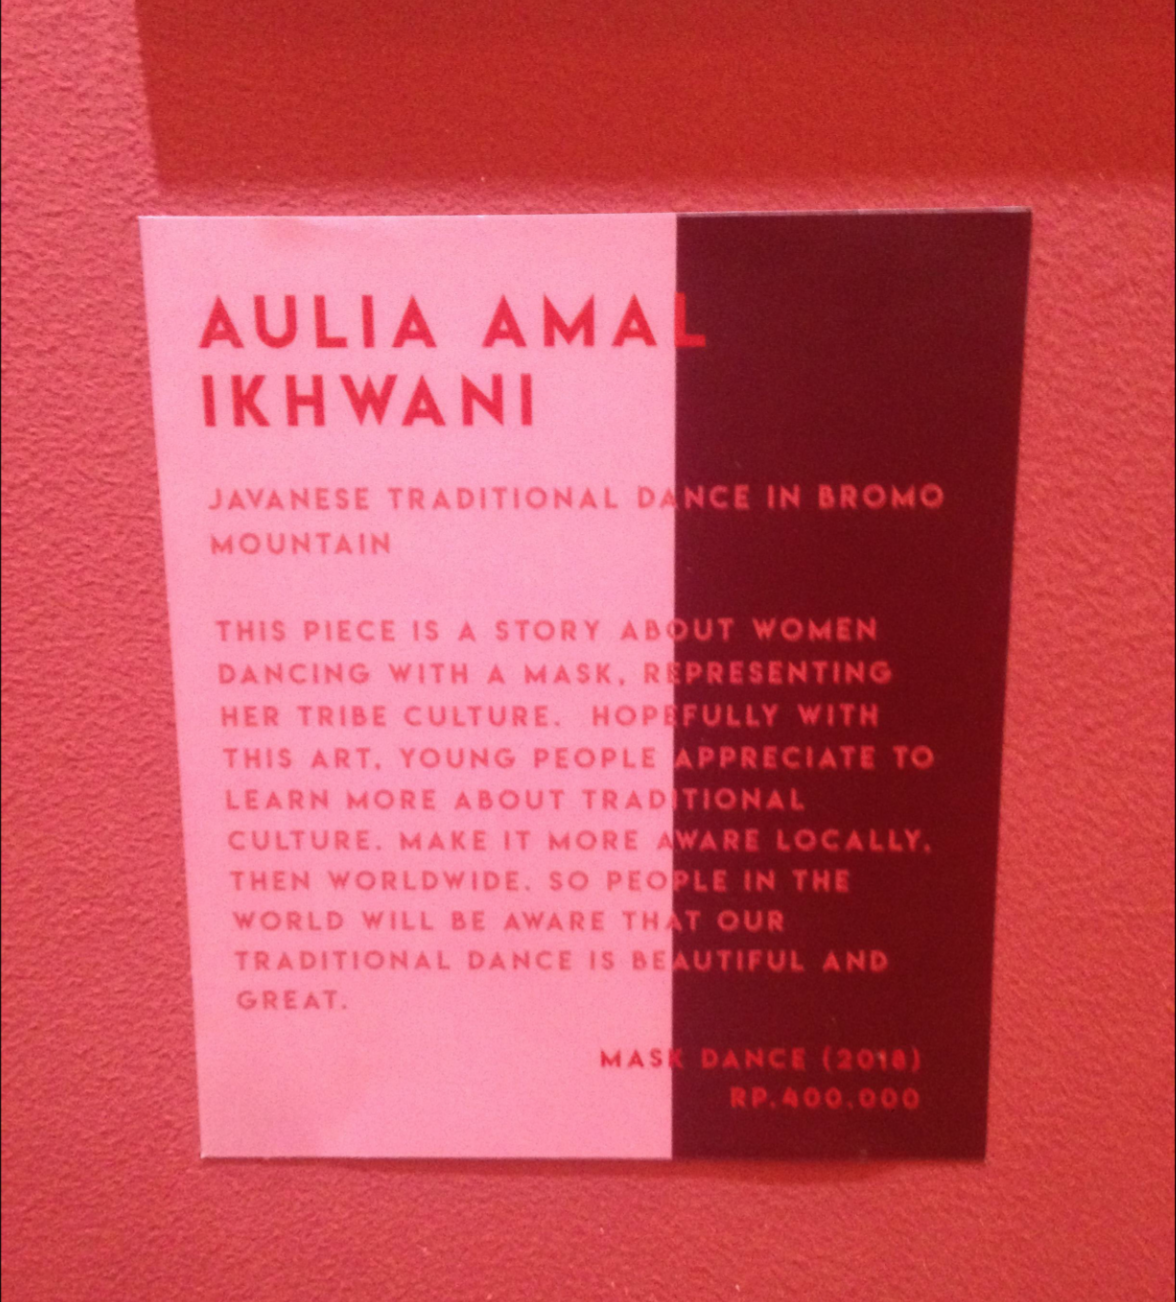 AULIA AMAL
IKHWANI
JAVANESE TRADITIONAL DANCE IN BROMO
MOUNTAIN
THIS PIECE IS A STORY ABOUT WOMEN
DANCING WITH A MASK, REPRESENTING
HER TRIBE CULTURE. HOPEFULLY WITH
THIS ART, YOUNG PEOPLE APPRECIATE TO
LEARN MORE ABOUT TRADITIONAL
CULTURE. MAKE IT MORE AWARE LOCALLY,
THEN WORLDWIDE. SO PEOPLE IN THE
WORLD WILL BE AWARE THAT OUR
TRADITIONAL DANCE IS BEAUTIFUL AND
GREAT.
MASK DANCE (2018)
RP.400.000